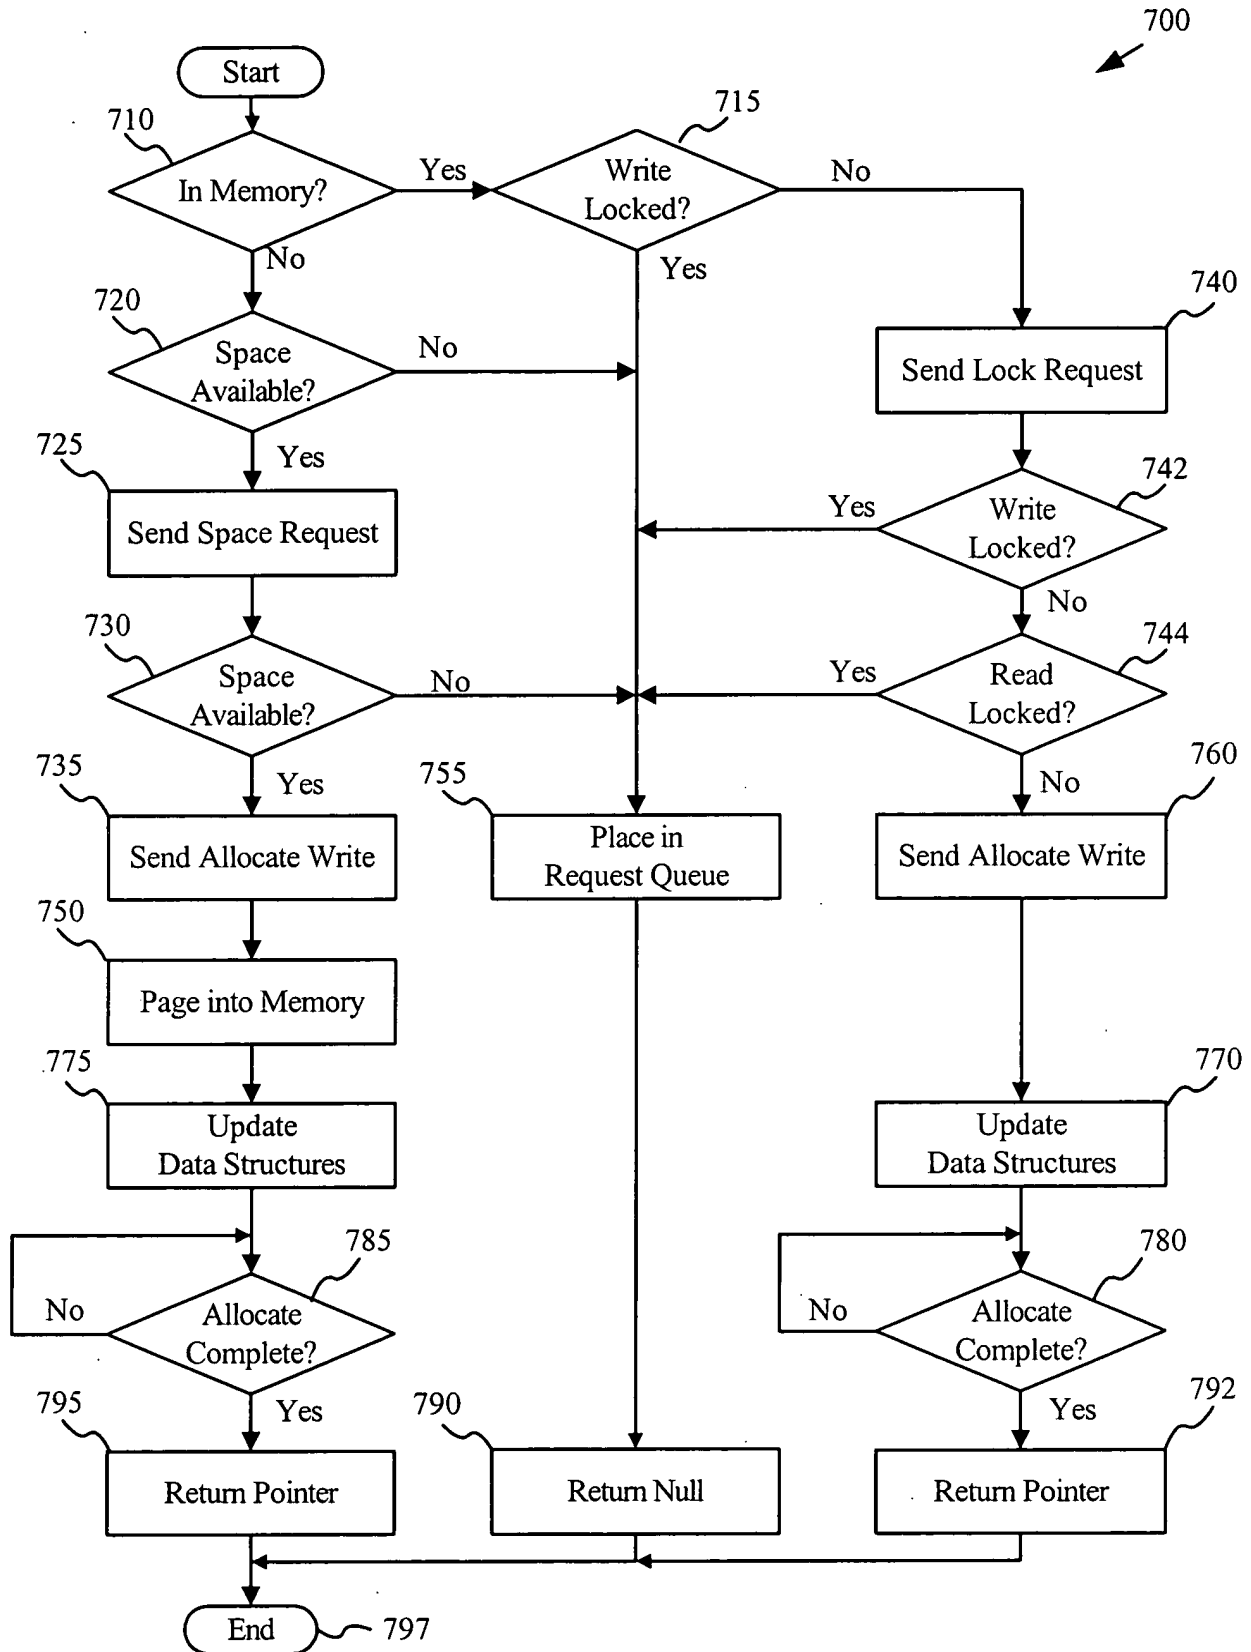 700
Start
710
715
In Memory?
Yes
Write
Locked?
No
No
Yes
720
740
Space
Available?
No
Send Lock Request
Yes
725
742
Send Space Request
Yes
Write
Locked?
No
730
744
Space
Available?
No
Yes
Read
Locked?
735
Yes
755
No
760
Send Allocate Write
Place in
Request Queue
Send Allocate Write
750
Page into Memory
775
770
Update
Data Structures
Update
Data Structures
785
780
No
Allocate
Complete?
No
Allocate
Complete?
795
Yes
790
Yes
792
Return Pointer
Return Null
Return Pointer
End
797